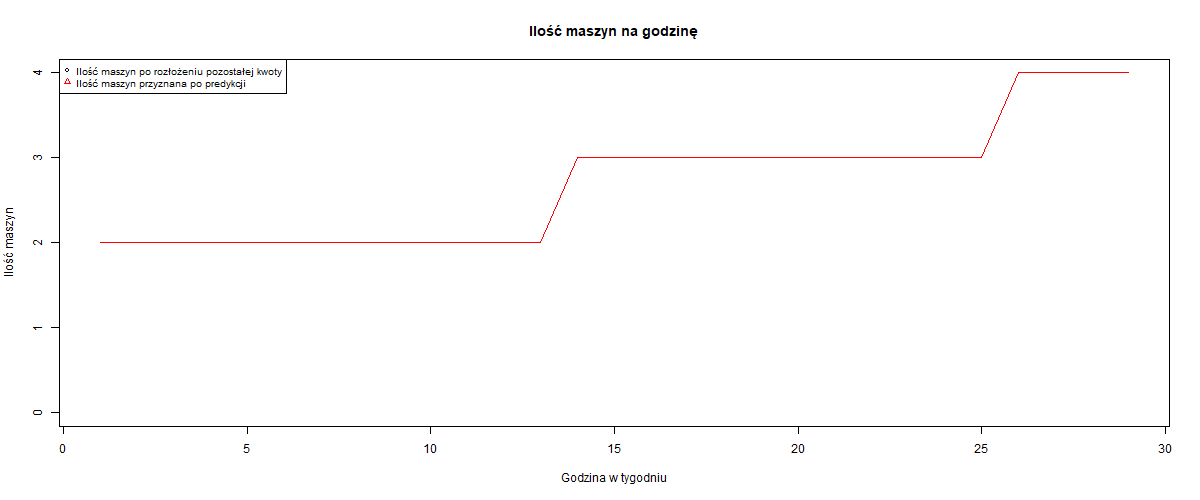 Ilość maszyn na godzinę
Ilość maszyn po rozłożeniu pozostałej kwoty
Ilość maszyn przyznana po predykcji
4
3
2
1
0
Ilość maszyn
0 5 10 15 20 25 30
Godzina w tygodniu